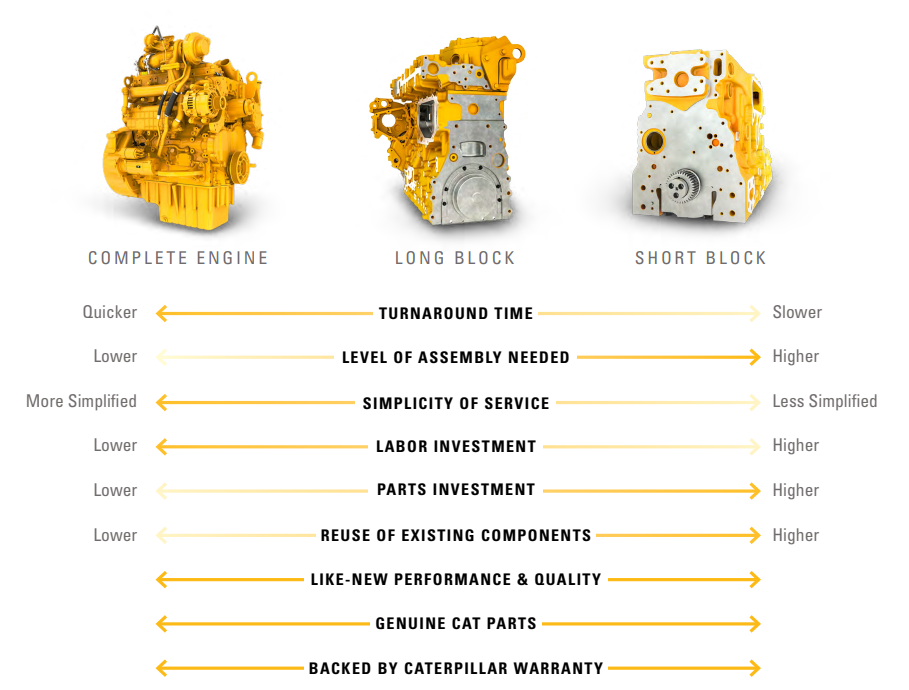 COMPLETE ENGINE
LONG BLOCK
SHORT BLOCK
Quicker TURNAROUND TIME Slower
Lower LEVEL OF ASSEMBLY NEEDED Higher
More Simplified SIMPLICITY OF SERVICE Less Simplified
Lower LABOR INVESTMENT Higher
Lower PARTS INVESTMENT Higher
Lower REUSE OF EXISTING COMPONENTS Higher
LIKE-NEW PERFORMANCE & QUALITY
GENUINE CAT PARTS
BACKED BY CATERPILLAR WARRANTY